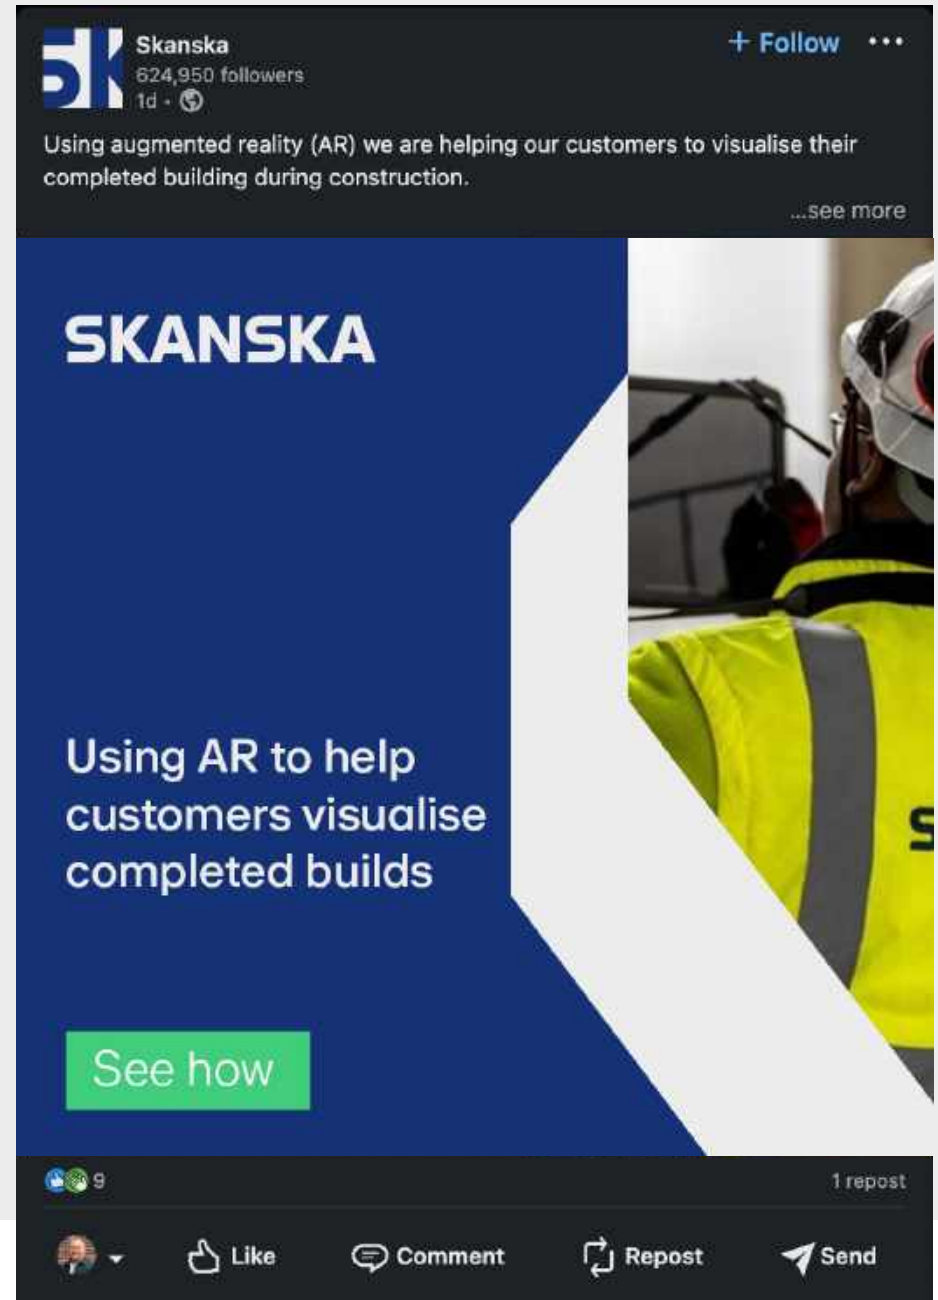 SK
Skanska
+ Follow
624,950 followers
1d •
Using augmented reality (AR) we are helping our customers to visualise their
completed building during construction.
...see more
SKANSKA
S
Using AR to help
customers visualise
completed builds
See how
9
1 repost
Like
Comment
Repost
Send